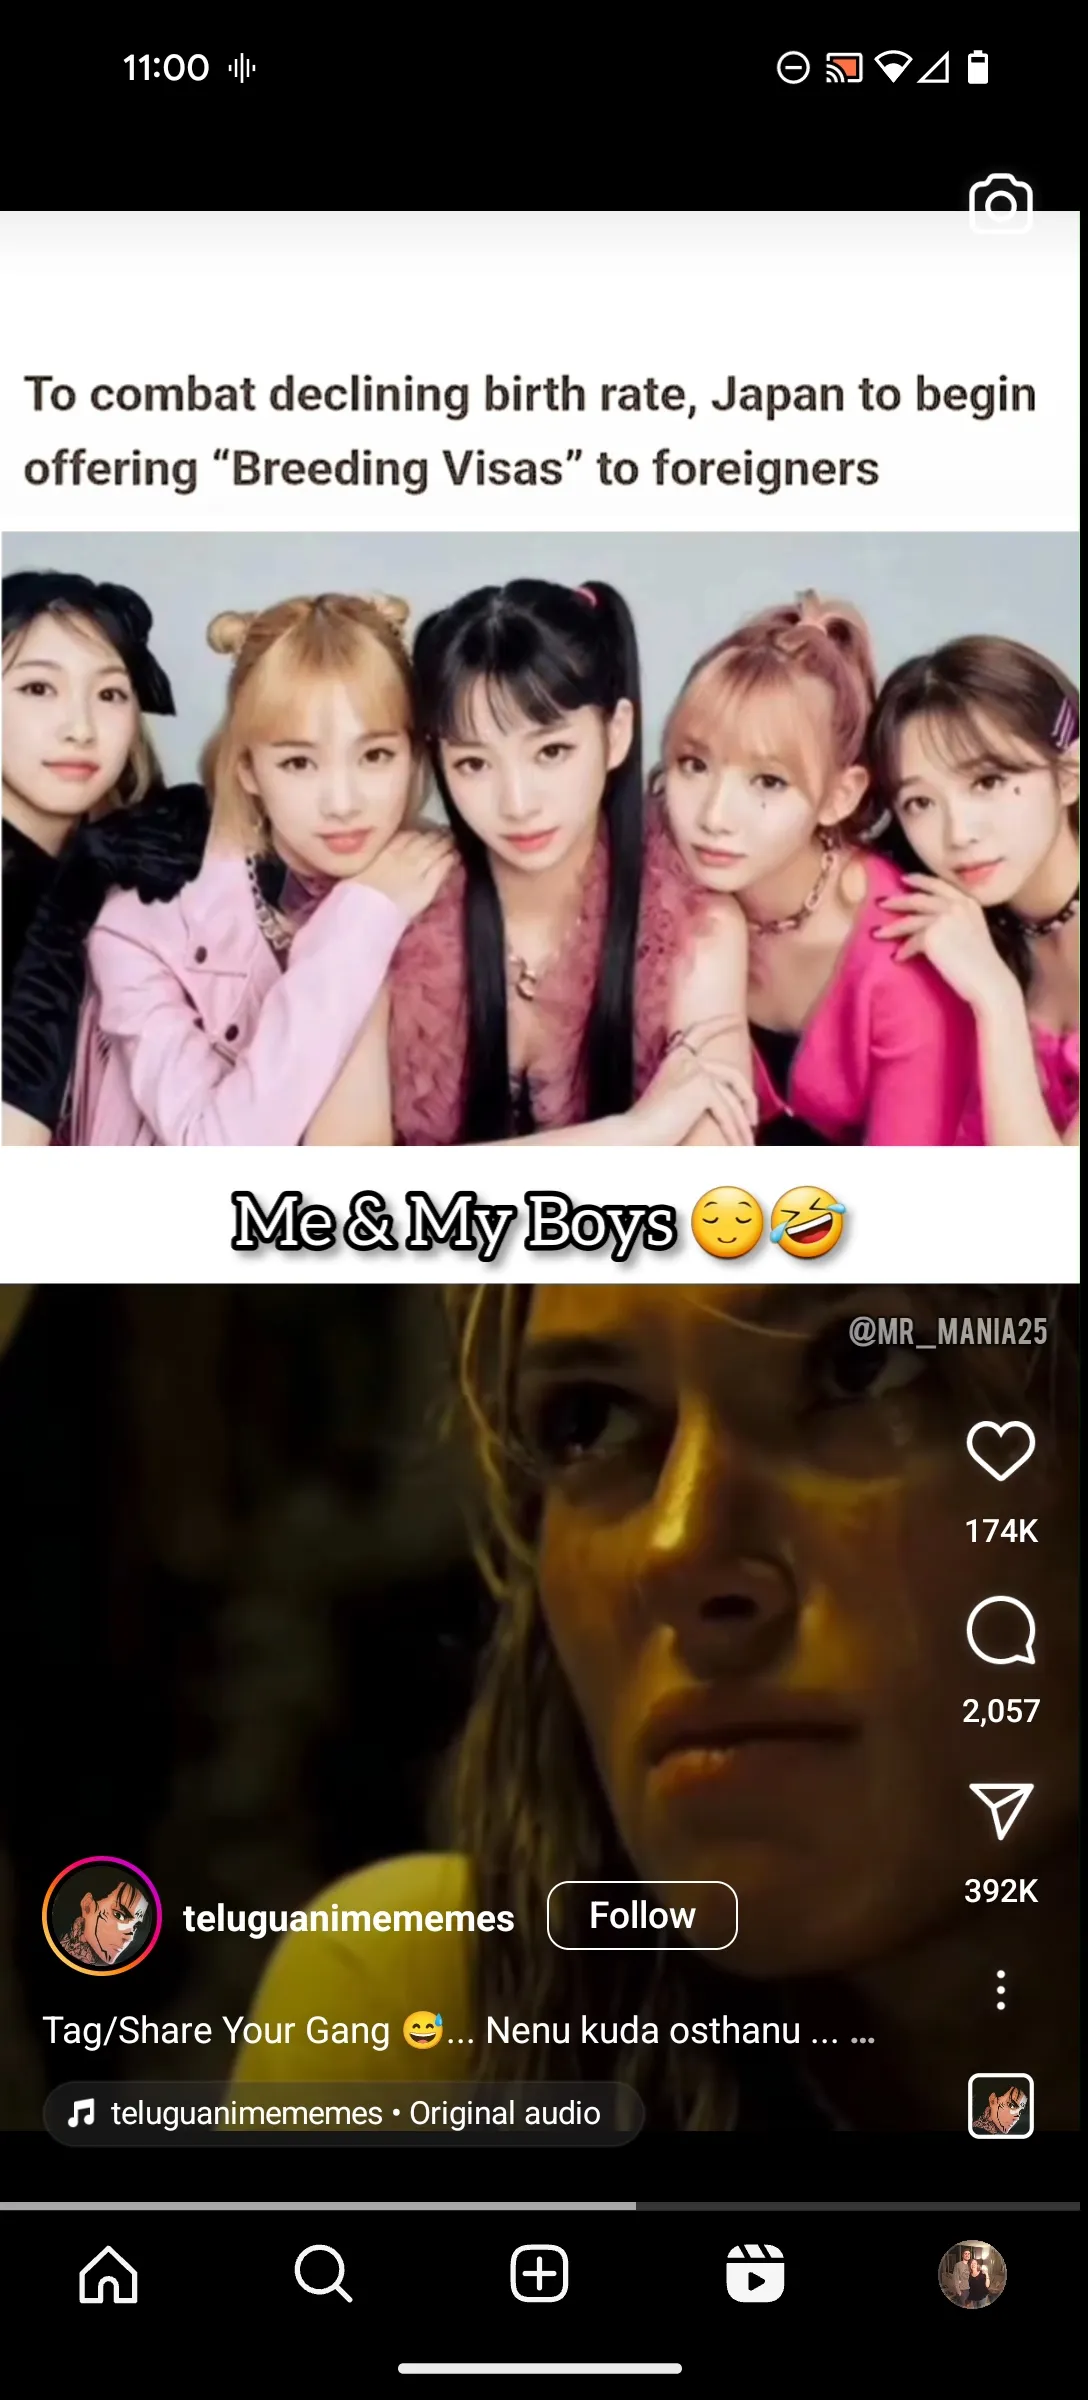 11:00
To combat declining birth rate, Japan to begin
offering “Breeding Visas” to foreigners
Me & My Boys 😌🤣
@MR_MANIA25
174K
2,057
392K
teluguanimememes
Follow
Tag/Share Your Gang 😅... Nenu kuda osthanu ... ...
teluguanimememes • Original audio